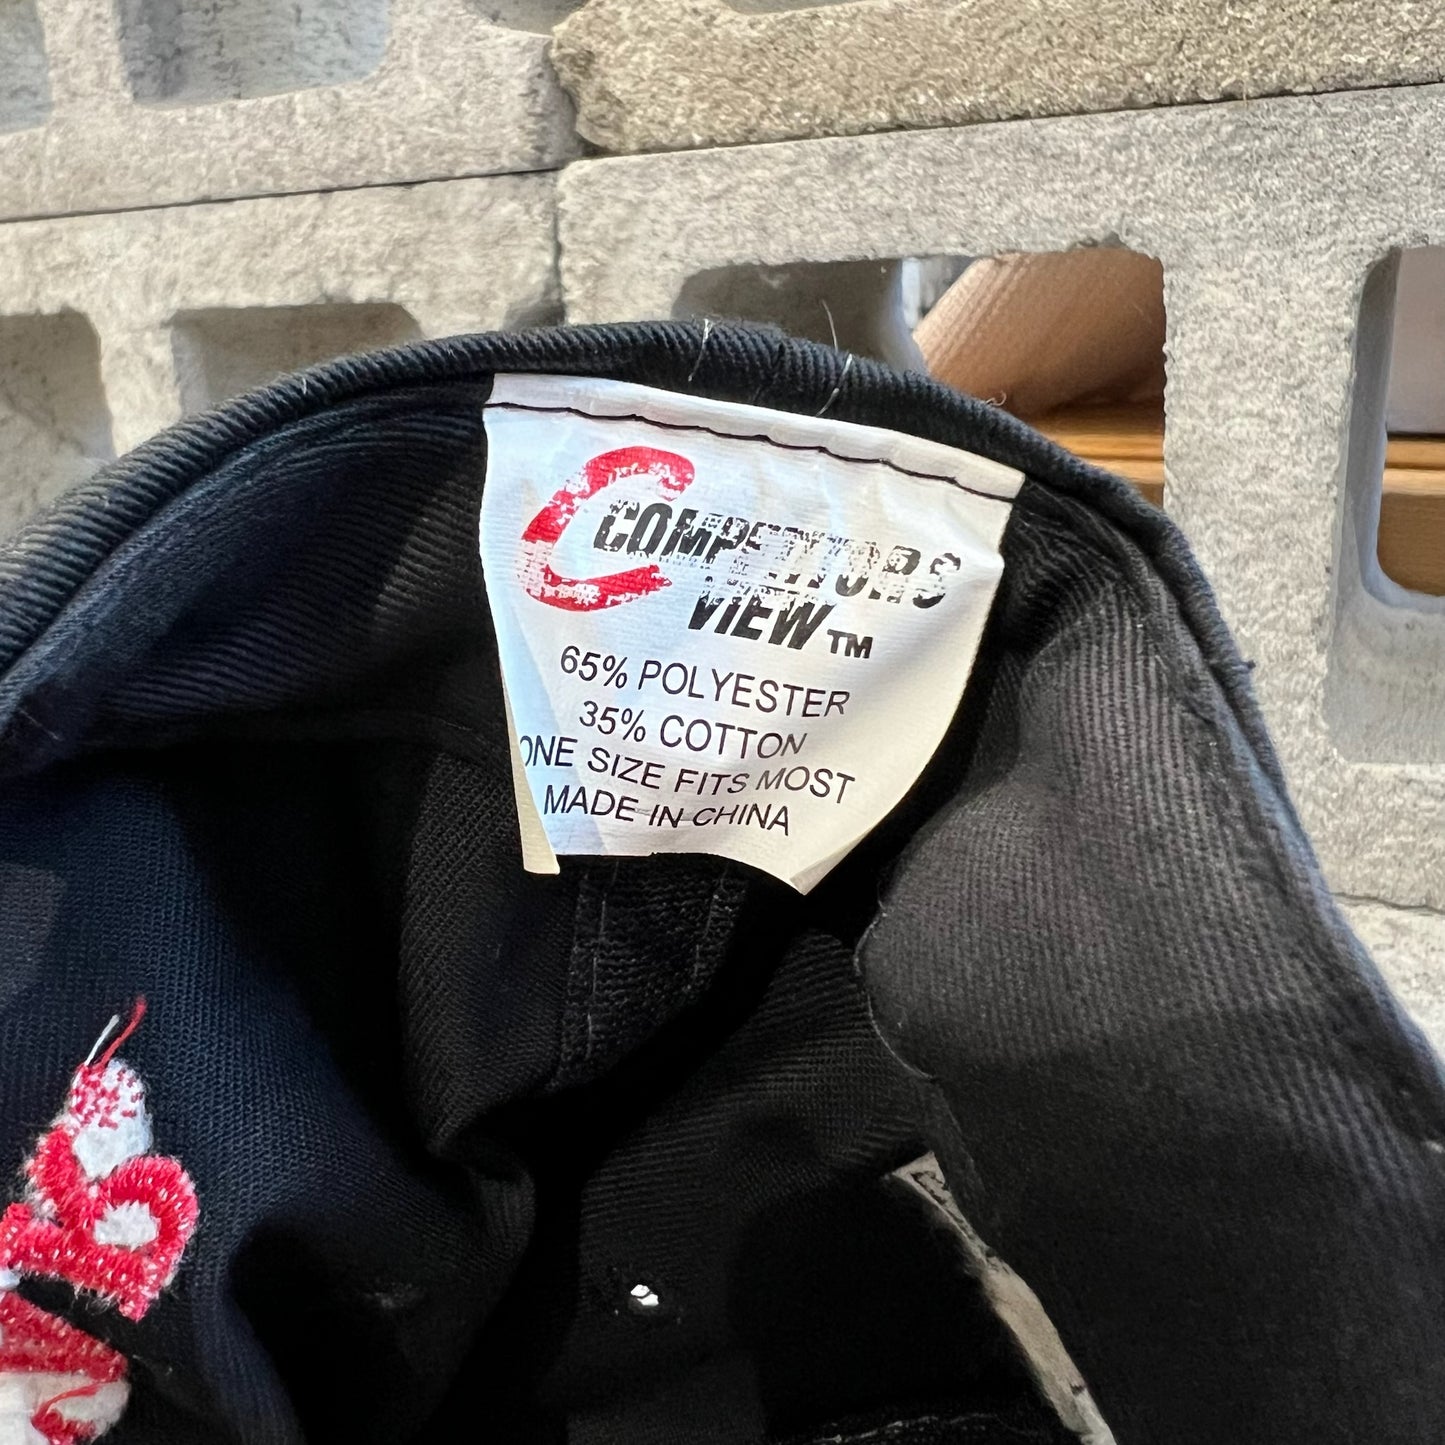 COMPETITORS
VIEW™
65% POLYESTER
35% COTTON
ONE SIZE FITS MOST
MADE IN CHINA